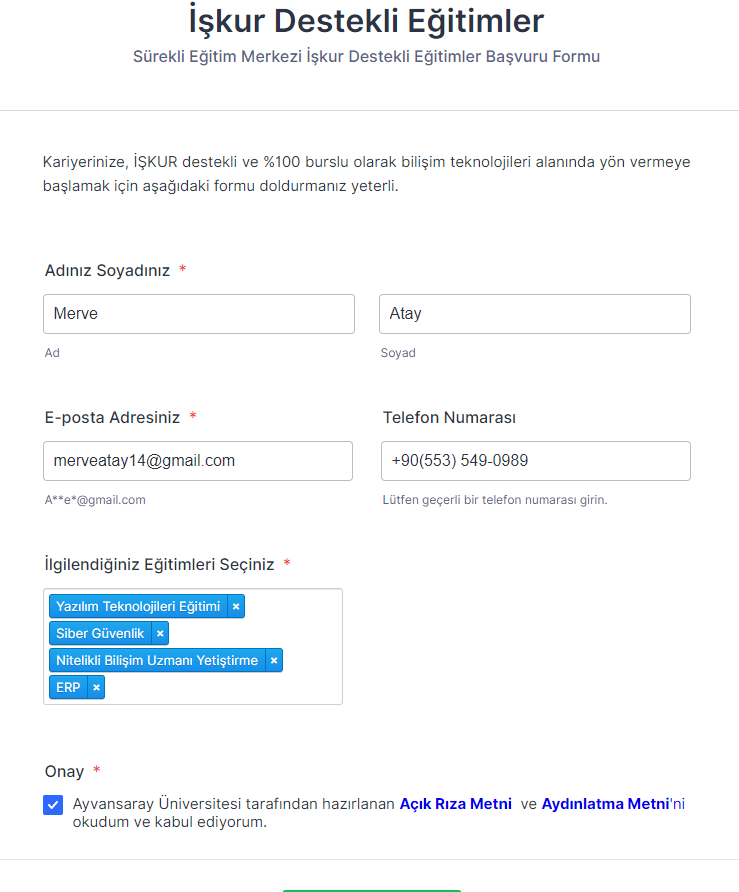 İşkur Destekli Eğitimler
Sürekli Eğitim Merkezi İşkur Destekli Eğitimler Başvuru Formu
Kariyerinize, İŞKUR destekli ve %100 burslu olarak bilişim teknolojileri alanında yön vermeye
başlamak için aşağıdaki formu doldurmanız yeterli.
Adınız Soyadınız *
Merve
Atay
Ad
Soyad
E-posta Adresiniz *
Telefon Numarası
merveatay14@gmail.com
+90(553) 549-0989
A**e*@gmail.com
Lütfen geçerli bir telefon numarası girin.
İlgilendiğiniz Eğitimleri Seçiniz *
Yazılım Teknolojileri Eğitimi ×
Siber Güvenlik ×
Nitelikli Bilişim Uzmanı Yetiştirme ×
ERP ×
Onay *
Ayvansaray Üniversitesi tarafından hazırlanan Açık Rıza Metni ve Aydınlatma Metni'ni
okudum ve kabul ediyorum.